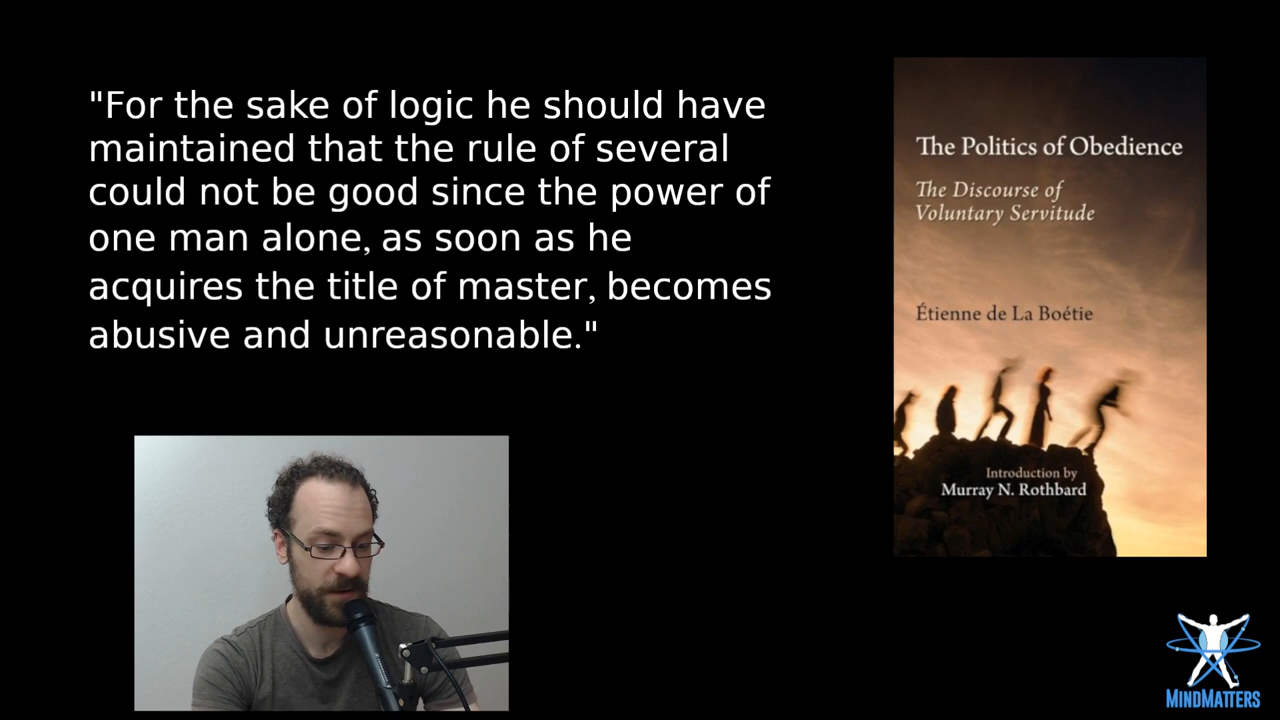 "For the sake of logic he should have
maintained that the rule of several
could not be good since the power of
one man alone, as soon as he
acquires the title of master, becomes
abusive and unreasonable."
The Politics of Obedience
The Discourse of
Voluntary Servitude
Étienne de La Boétie
Introduction by
Murray N. Rothbard
MINDMATTERS